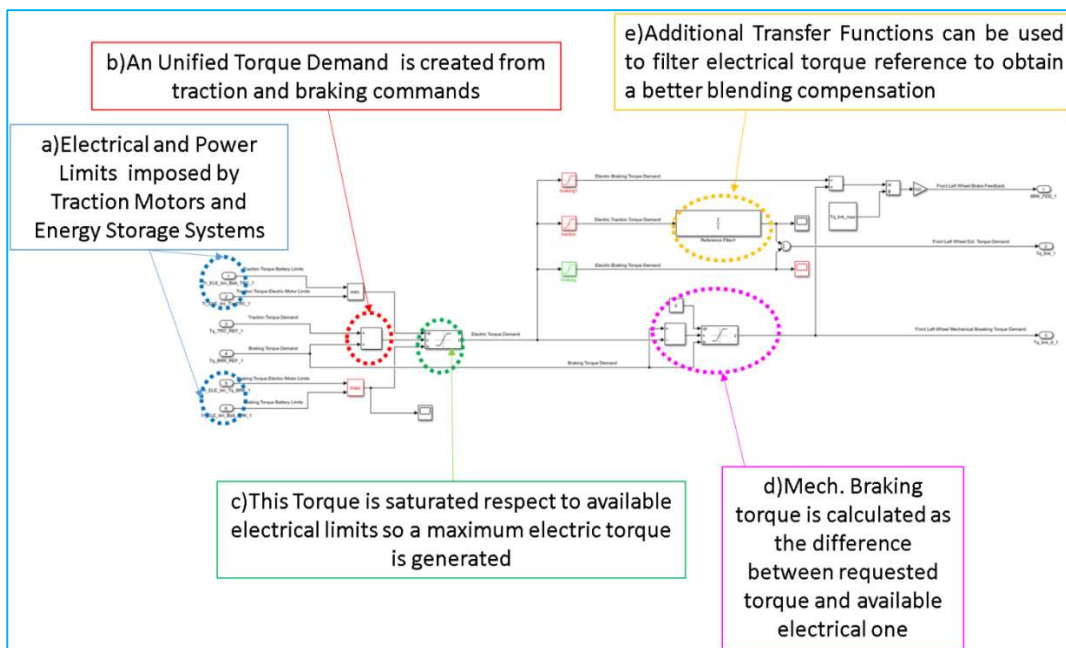 b)An Unified Torque Demand is created from
traction and braking commands
e)Additional Transfer Functions can be used
to filter electrical torque reference to obtain
a better blending compensation
a)Electrical and Power
Limits imposed by
Traction Motors and
Energy Storage Systems
Electric Braking Torque Demand
Front Left Wheel Brake Feedback
Tq_brk_max
Electric Traction Torque Demand
Reference Filter1
Electric Braking Torque Demand
Traction Torque Battery Limits
Traction Torque Electric Motor Limits
min
Traction Torque Demand
Braking Torque Demand
Electric Torque Demand
Braking Torque Demand
Front Left Wheel Mechanical Breaking Torque Demand
Braking Torque Electric Motor Limits
Braking Torque Battery Limits
max
c)This Torque is saturated respect to available
electrical limits so a maximum electric torque
is generated
d)Mech. Braking
torque is calculated as
the difference
between requested
torque and available
electrical one